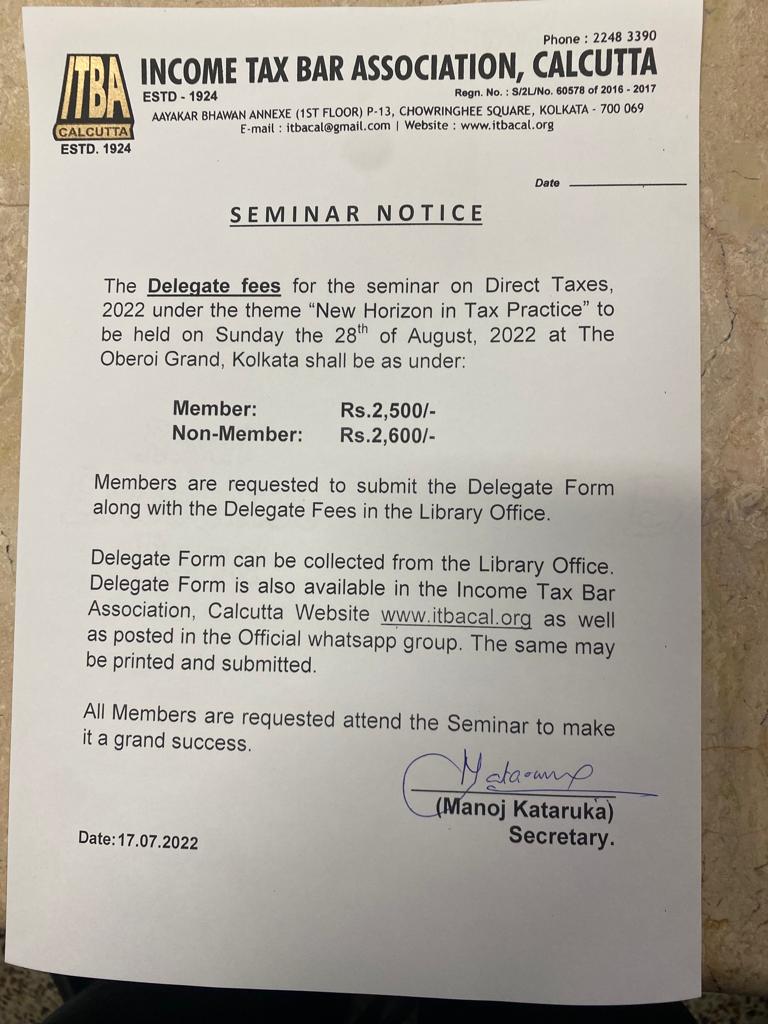 Phone : 2248 3390
ITBA
CALCUTTA
ESTD. 1924
INCOME TAX BAR ASSOCIATION, CALCUTTA
ESTD - 1924
Regn. No. : S/2L/No. 60578 of 2016 - 2017
AAYAKAR BHAWAN ANNEXE (1ST FLOOR) P-13, CHOWRINGHEE SQUARE, KOLKATA - 700 069
E-mail : itbacal@gmail.com | Website : www.itbacal.org
Date
SEMINAR NOTICE
The Delegate fees for the seminar on Direct Taxes,
2022 under the theme “New Horizon in Tax Practice” to
be held on Sunday the 28th of August, 2022 at The
Oberoi Grand, Kolkata shall be as under:
Member: Rs.2,500/-
Non-Member: Rs.2,600/-
Members are requested to submit the Delegate Form
along with the Delegate Fees in the Library Office.
Delegate Form can be collected from the Library Office.
Delegate Form is also available in the Income Tax Bar
Association, Calcutta Website www.itbacal.org as well
as posted in the Official whatsapp group. The same may
be printed and submitted.
All Members are requested attend the Seminar to make
it a grand success.
(Manoj Kataruka)
Secretary.
Date:17.07.2022